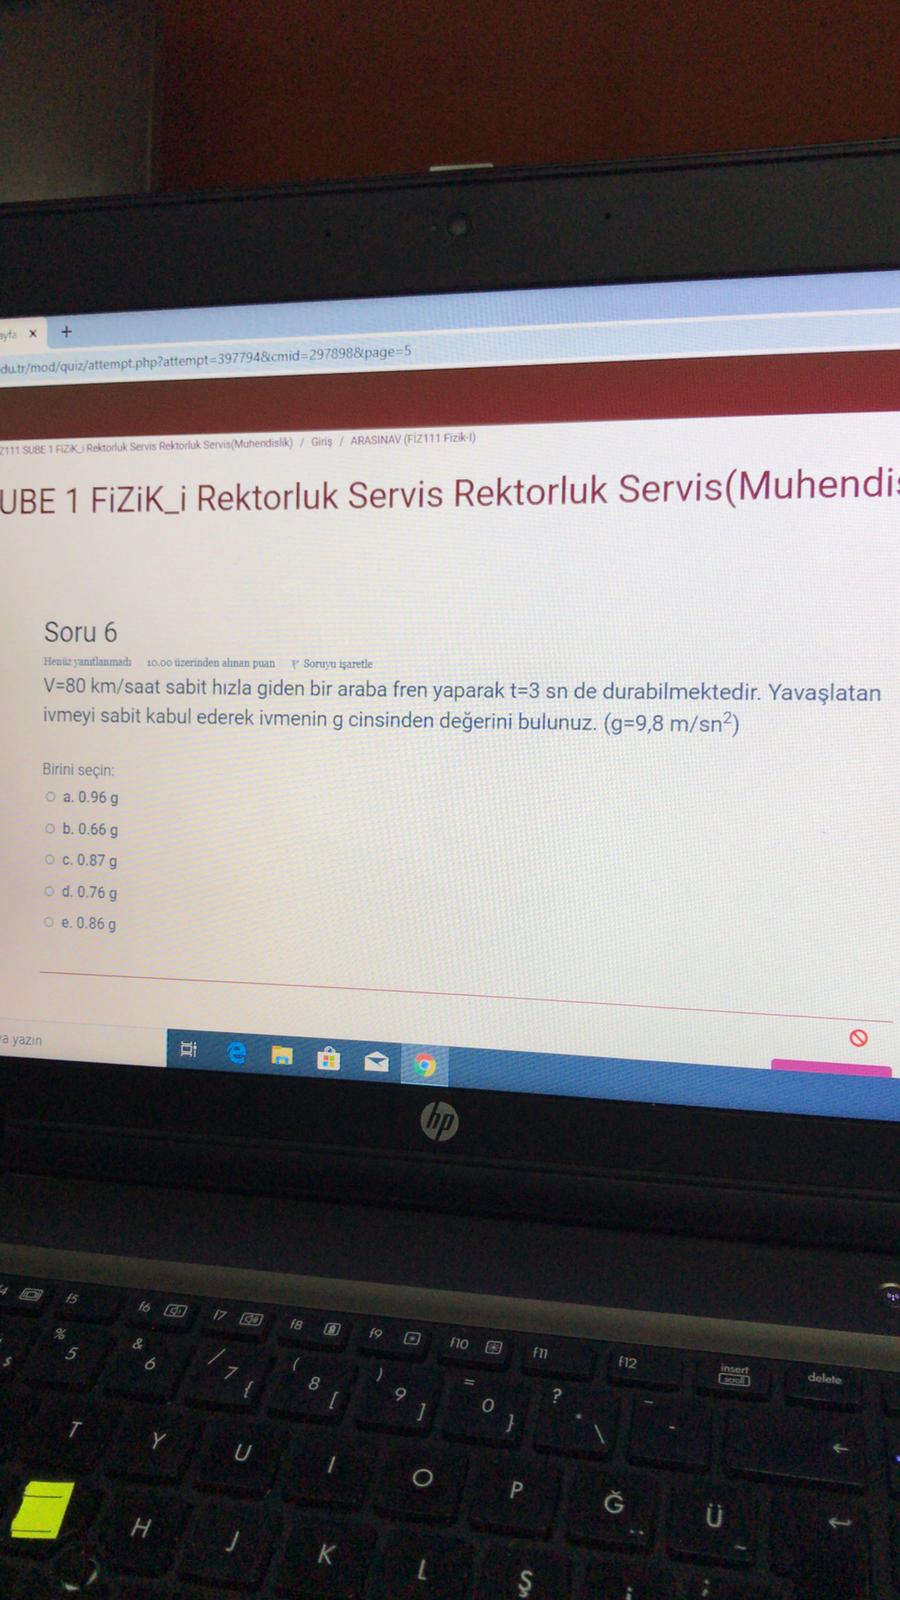 ayfa × +
du.tr/mod/quiz/attempt.php?attempt=397794&cmid=297898&page=5
Z111 SUBE 1 FiZiK_i Rektorluk Servis Rektorluk Servis(Muhendislik) / Giriş / ARASINAV (FİZ111 Fizik-I)
UBE 1 FiZiK_i Rektorluk Servis Rektorluk Servis(Muhendis
Soru 6
Henüz yanıtlanmadı 10.00 üzerinden alınan puan Soruyu işaretle
V=80 km/saat sabit hızla giden bir araba fren yaparak t=3 sn de durabilmektedir. Yavaşlatan
ivmeyi sabit kabul ederek ivmenin g cinsinden değerini bulunuz. (g=9,8 m/sn²)
Birini seçin:
a. 0.96 g
b. 0.66 g
c. 0.87 g
d. 0.76 g
e. 0.86 g
ya yazın
hp
f5 f6 f7 f8 f9 f10 f11 f12 insert delete
scroll
% 5 & 6 / 7 { ( 8 [ ) 9 ] = 0 } ? * \ _ - ←
T Y U I O P Ğ ¨ Ü ~
H J K L Ş